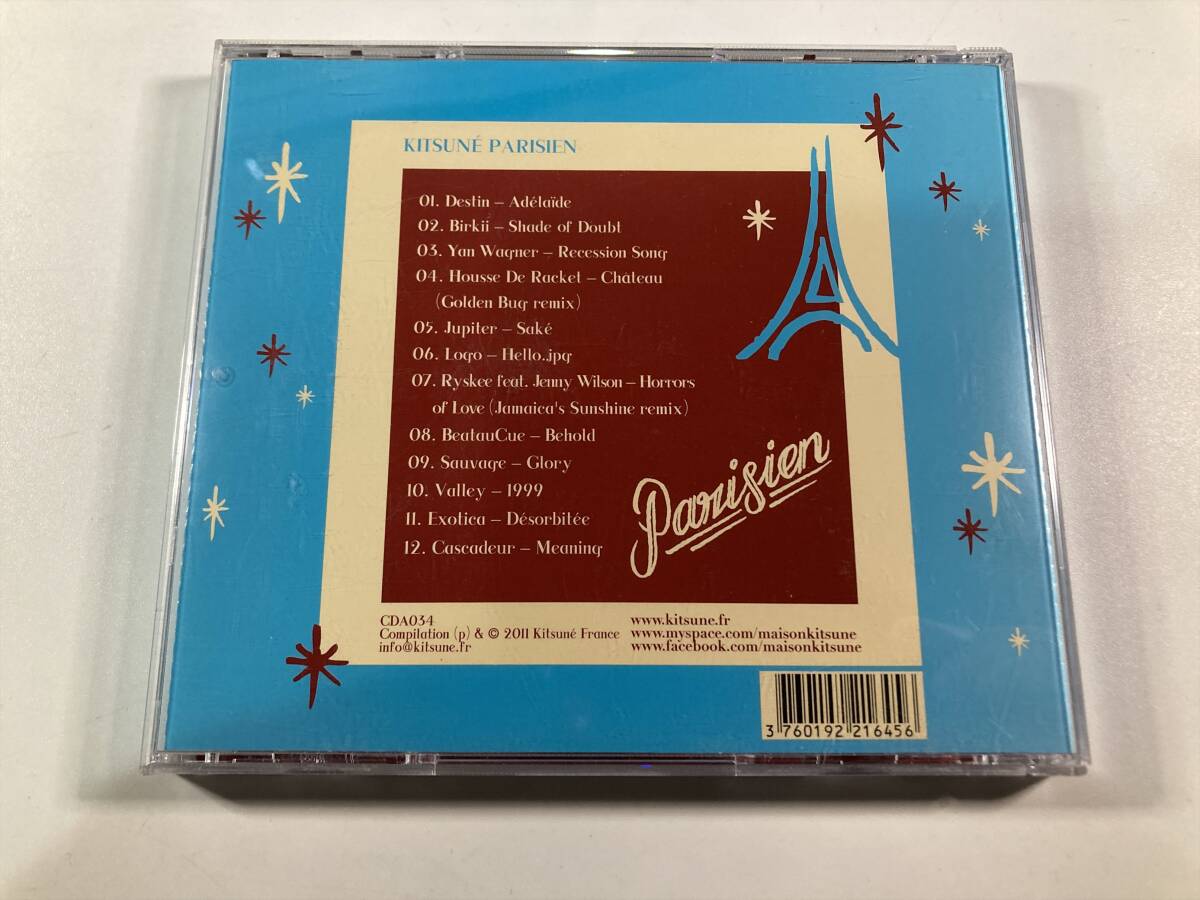 KITSUNÉ PARISIEN
01. Destin – Adélaïde
02. Birkii – Shade of Doubt
03. Yan Wagner – Recession Song
04. Housse De Racket – Château
(Golden Bug remix)
05. Jupiter – Saké
06. Logo – Hello.jpg
07. Ryskee feat. Jenny Wilson – Horrors
of Love (Jamaica's Sunshine remix)
08. BeatauCue – Behold
09. Sauvage – Glory
10. Valley – 1999
11. Exotica – Désorbitée
12. Cascadeur – Meaning
Parisien
CDA034
Compilation (p) & © 2011 Kitsuné France
info@kitsune.fr
www.kitsune.fr
www.myspace.com/maisonkitsune
www.facebook.com/maisonkitsune
3 760192 216456